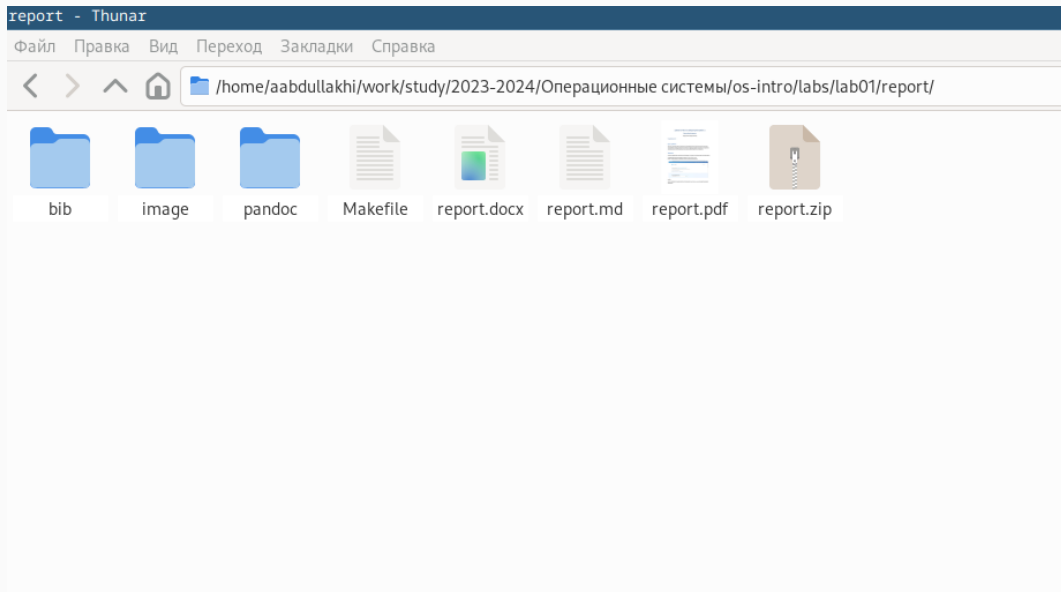 report - Thunar
Файл Правка Вид Переход Закладки Справка
/home/aabdullakhi/work/study/2023-2024/Операционные системы/os-intro/labs/lab01/report/
bib image pandoc Makefile report.docx report.md report.pdf report.zip